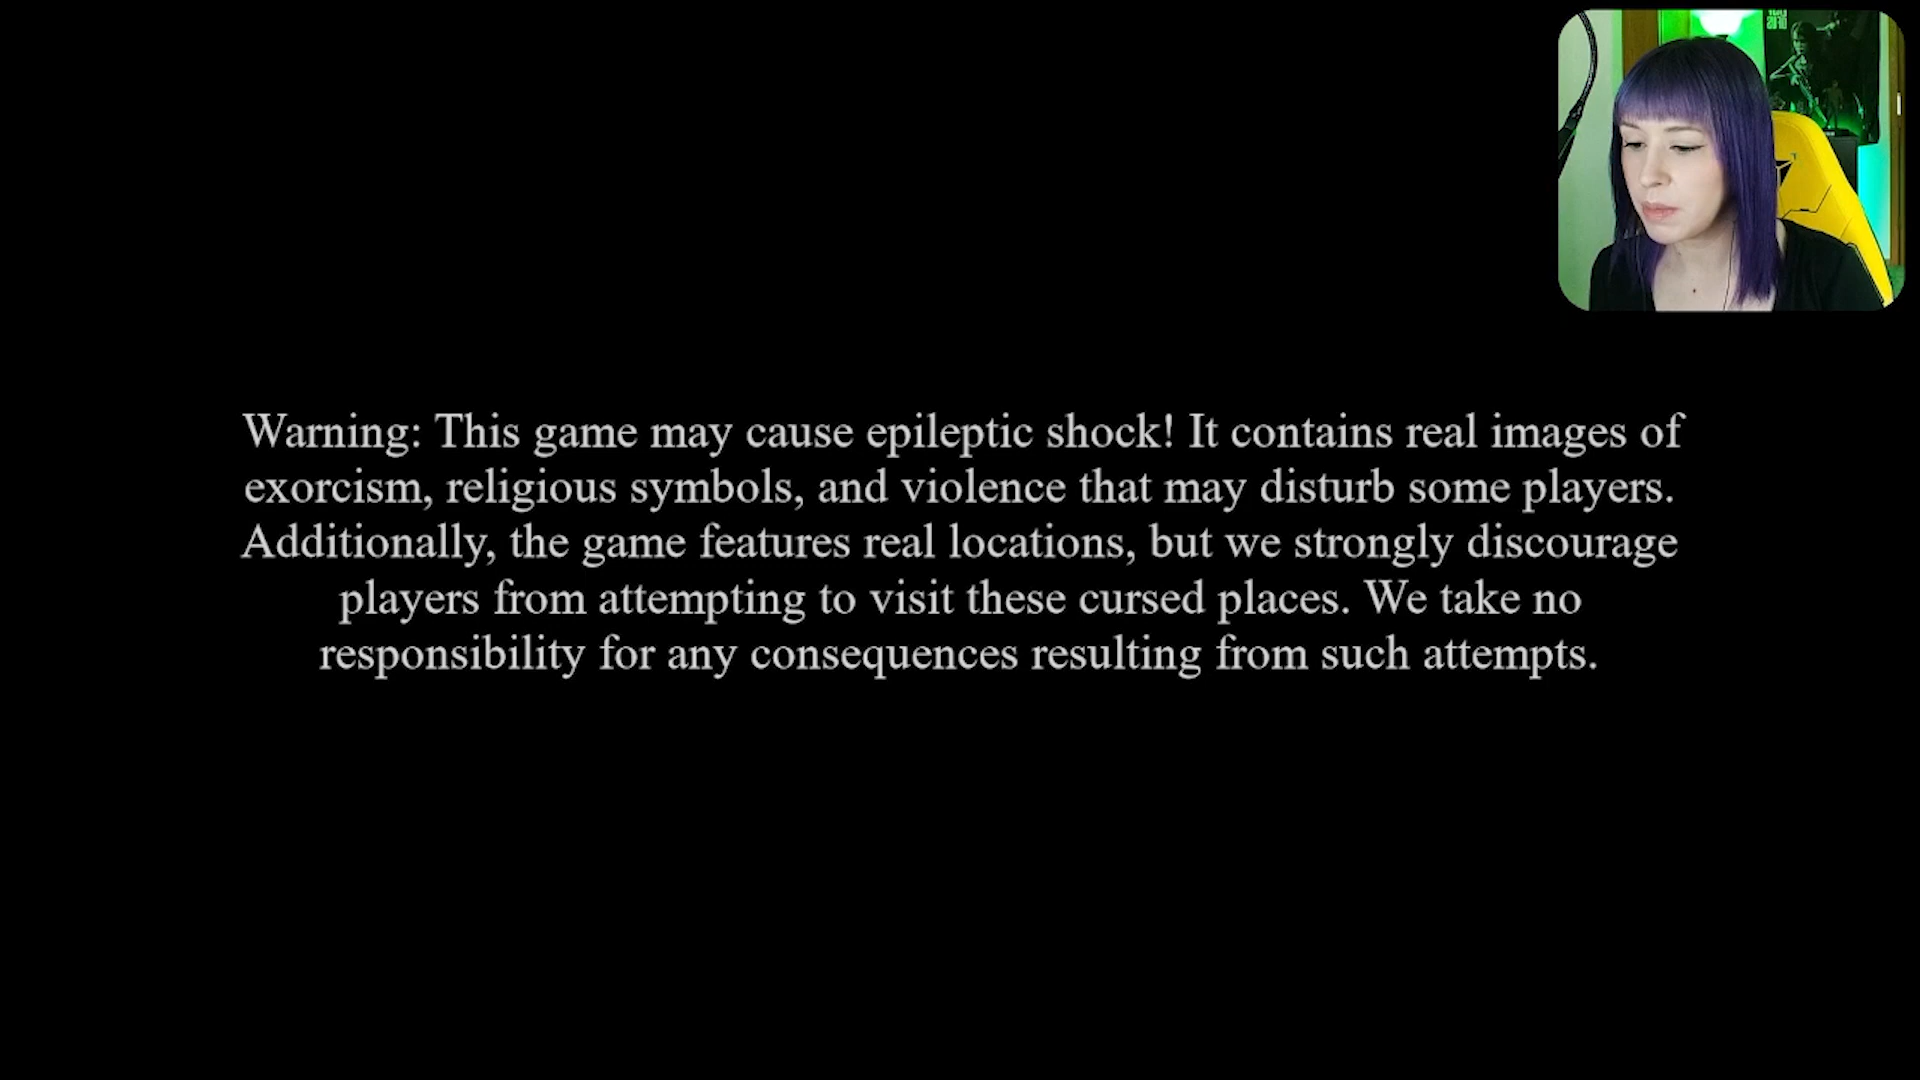 Warning: This game may cause epileptic shock! It contains real images of
exorcism, religious symbols, and violence that may disturb some players.
Additionally, the game features real locations, but we strongly discourage
players from attempting to visit these cursed places. We take no
responsibility for any consequences resulting from such attempts.